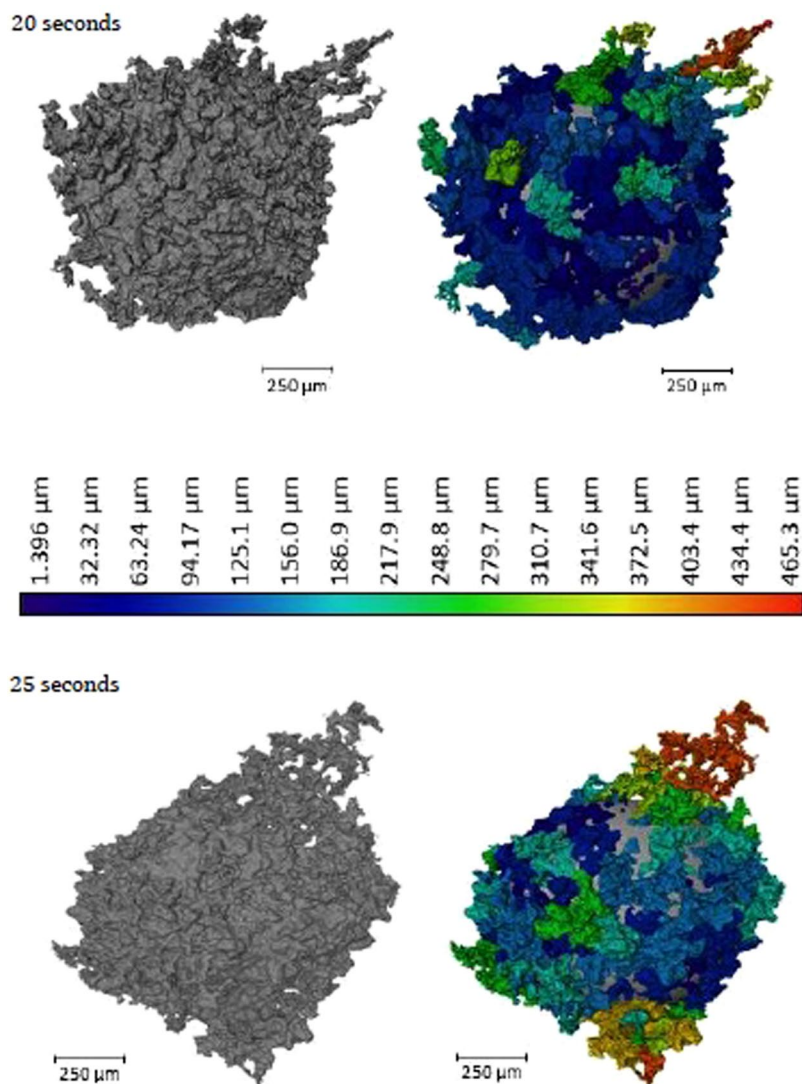 20 seconds
250 µm
250 µm
1.396 µm
32.32 µm
63.24 µm
94.17 µm
125.1 µm
156.0 µm
186.9 µm
217.9 µm
248.8 µm
279.7 µm
310.7 µm
341.6 µm
372.5 µm
403.4 µm
434.4 µm
465.3 µm
25 seconds
250 µm
250 µm